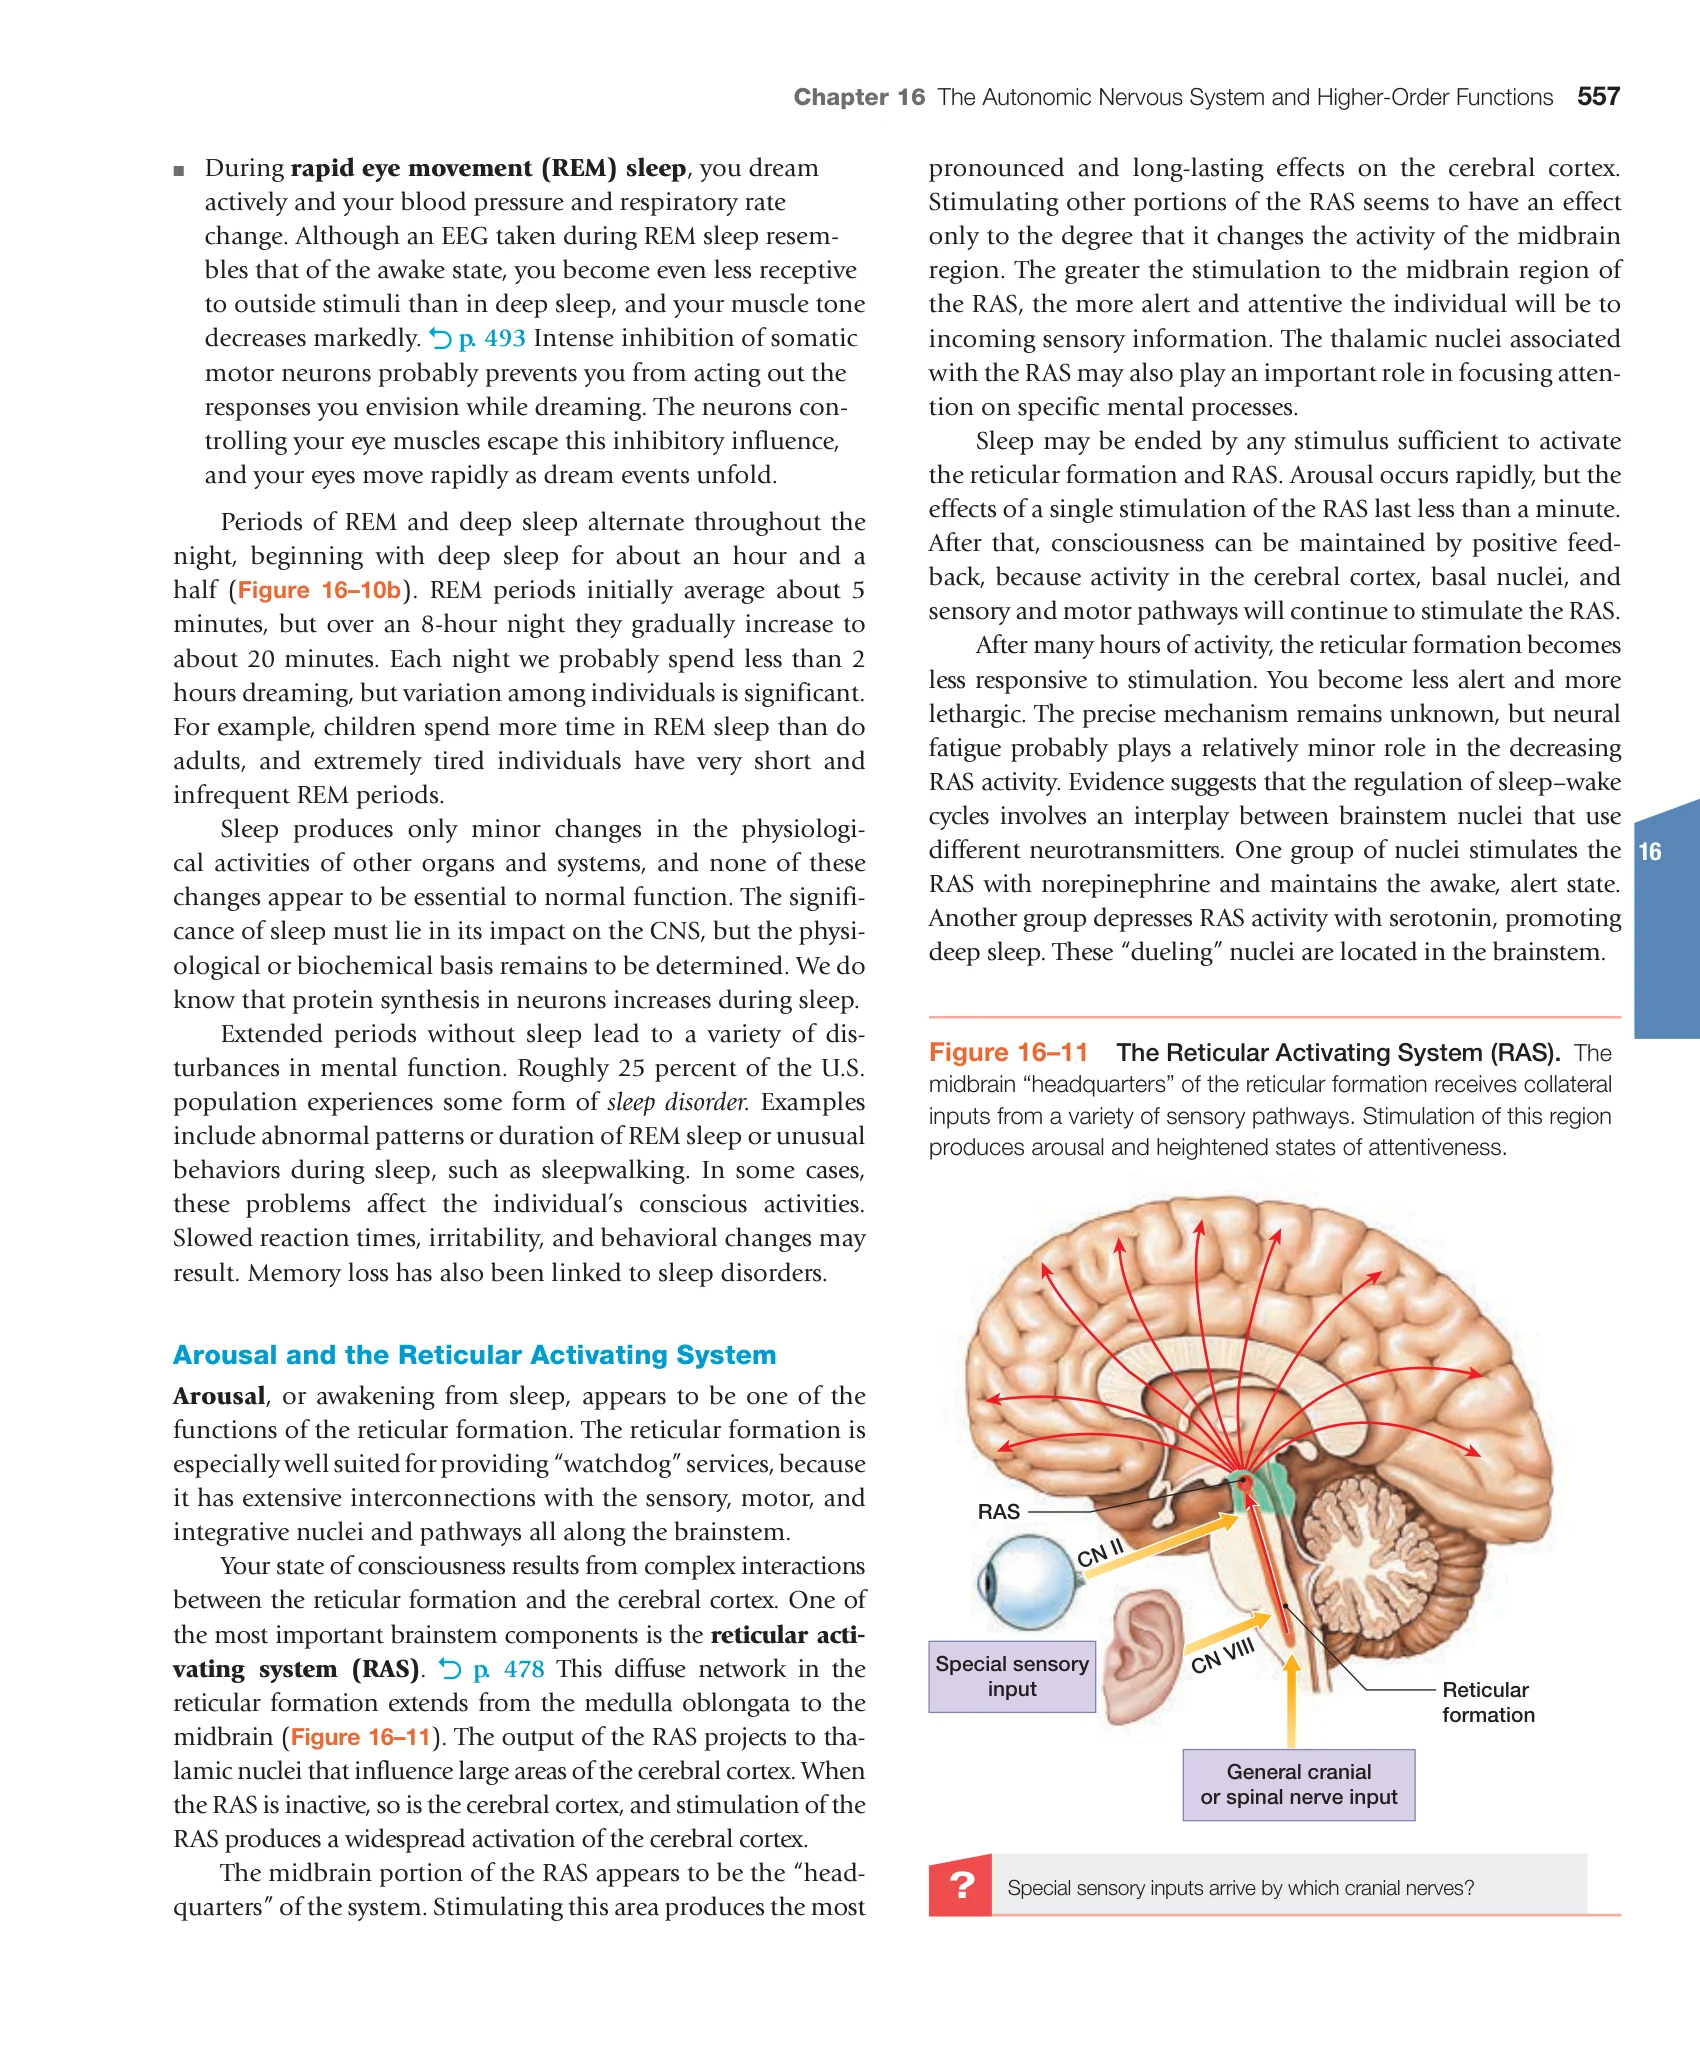 Chapter 16 The Autonomic Nervous System and Higher-Order Functions 557
■ During rapid eye movement (REM) sleep, you dream
actively and your blood pressure and respiratory rate
change. Although an EEG taken during REM sleep resem-
bles that of the awake state, you become even less receptive
to outside stimuli than in deep sleep, and your muscle tone
decreases markedly. ⮌ p. 493 Intense inhibition of somatic
motor neurons probably prevents you from acting out the
responses you envision while dreaming. The neurons con-
trolling your eye muscles escape this inhibitory influence,
and your eyes move rapidly as dream events unfold.
Periods of REM and deep sleep alternate throughout the
night, beginning with deep sleep for about an hour and a
half (Figure 16–10b). REM periods initially average about 5
minutes, but over an 8-hour night they gradually increase to
about 20 minutes. Each night we probably spend less than 2
hours dreaming, but variation among individuals is significant.
For example, children spend more time in REM sleep than do
adults, and extremely tired individuals have very short and
infrequent REM periods.
Sleep produces only minor changes in the physiologi-
cal activities of other organs and systems, and none of these
changes appear to be essential to normal function. The signifi-
cance of sleep must lie in its impact on the CNS, but the physi-
ological or biochemical basis remains to be determined. We do
know that protein synthesis in neurons increases during sleep.
Extended periods without sleep lead to a variety of dis-
turbances in mental function. Roughly 25 percent of the U.S.
population experiences some form of sleep disorder. Examples
include abnormal patterns or duration of REM sleep or unusual
behaviors during sleep, such as sleepwalking. In some cases,
these problems affect the individual's conscious activities.
Slowed reaction times, irritability, and behavioral changes may
result. Memory loss has also been linked to sleep disorders.
Arousal and the Reticular Activating System
Arousal, or awakening from sleep, appears to be one of the
functions of the reticular formation. The reticular formation is
especially well suited for providing “watchdog” services, because
it has extensive interconnections with the sensory, motor, and
integrative nuclei and pathways all along the brainstem.
Your state of consciousness results from complex interactions
between the reticular formation and the cerebral cortex. One of
the most important brainstem components is the reticular acti-
vating system (RAS). ⮌ p. 478 This diffuse network in the
reticular formation extends from the medulla oblongata to the
midbrain (Figure 16–11). The output of the RAS projects to tha-
lamic nuclei that influence large areas of the cerebral cortex. When
the RAS is inactive, so is the cerebral cortex, and stimulation of the
RAS produces a widespread activation of the cerebral cortex.
The midbrain portion of the RAS appears to be the “head-
quarters” of the system. Stimulating this area produces the most
pronounced and long-lasting effects on the cerebral cortex.
Stimulating other portions of the RAS seems to have an effect
only to the degree that it changes the activity of the midbrain
region. The greater the stimulation to the midbrain region of
the RAS, the more alert and attentive the individual will be to
incoming sensory information. The thalamic nuclei associated
with the RAS may also play an important role in focusing atten-
tion on specific mental processes.
Sleep may be ended by any stimulus sufficient to activate
the reticular formation and RAS. Arousal occurs rapidly, but the
effects of a single stimulation of the RAS last less than a minute.
After that, consciousness can be maintained by positive feed-
back, because activity in the cerebral cortex, basal nuclei, and
sensory and motor pathways will continue to stimulate the RAS.
After many hours of activity, the reticular formation becomes
less responsive to stimulation. You become less alert and more
lethargic. The precise mechanism remains unknown, but neural
fatigue probably plays a relatively minor role in the decreasing
RAS activity. Evidence suggests that the regulation of sleep–wake
cycles involves an interplay between brainstem nuclei that use
different neurotransmitters. One group of nuclei stimulates the
RAS with norepinephrine and maintains the awake, alert state.
Another group depresses RAS activity with serotonin, promoting
deep sleep. These “dueling” nuclei are located in the brainstem.
16
Figure 16–11 The Reticular Activating System (RAS). The
midbrain “headquarters” of the reticular formation receives collateral
inputs from a variety of sensory pathways. Stimulation of this region
produces arousal and heightened states of attentiveness.
RAS
CN II
CN VIII
Special sensory
input
Reticular
formation
General cranial
or spinal nerve input
? Special sensory inputs arrive by which cranial nerves?